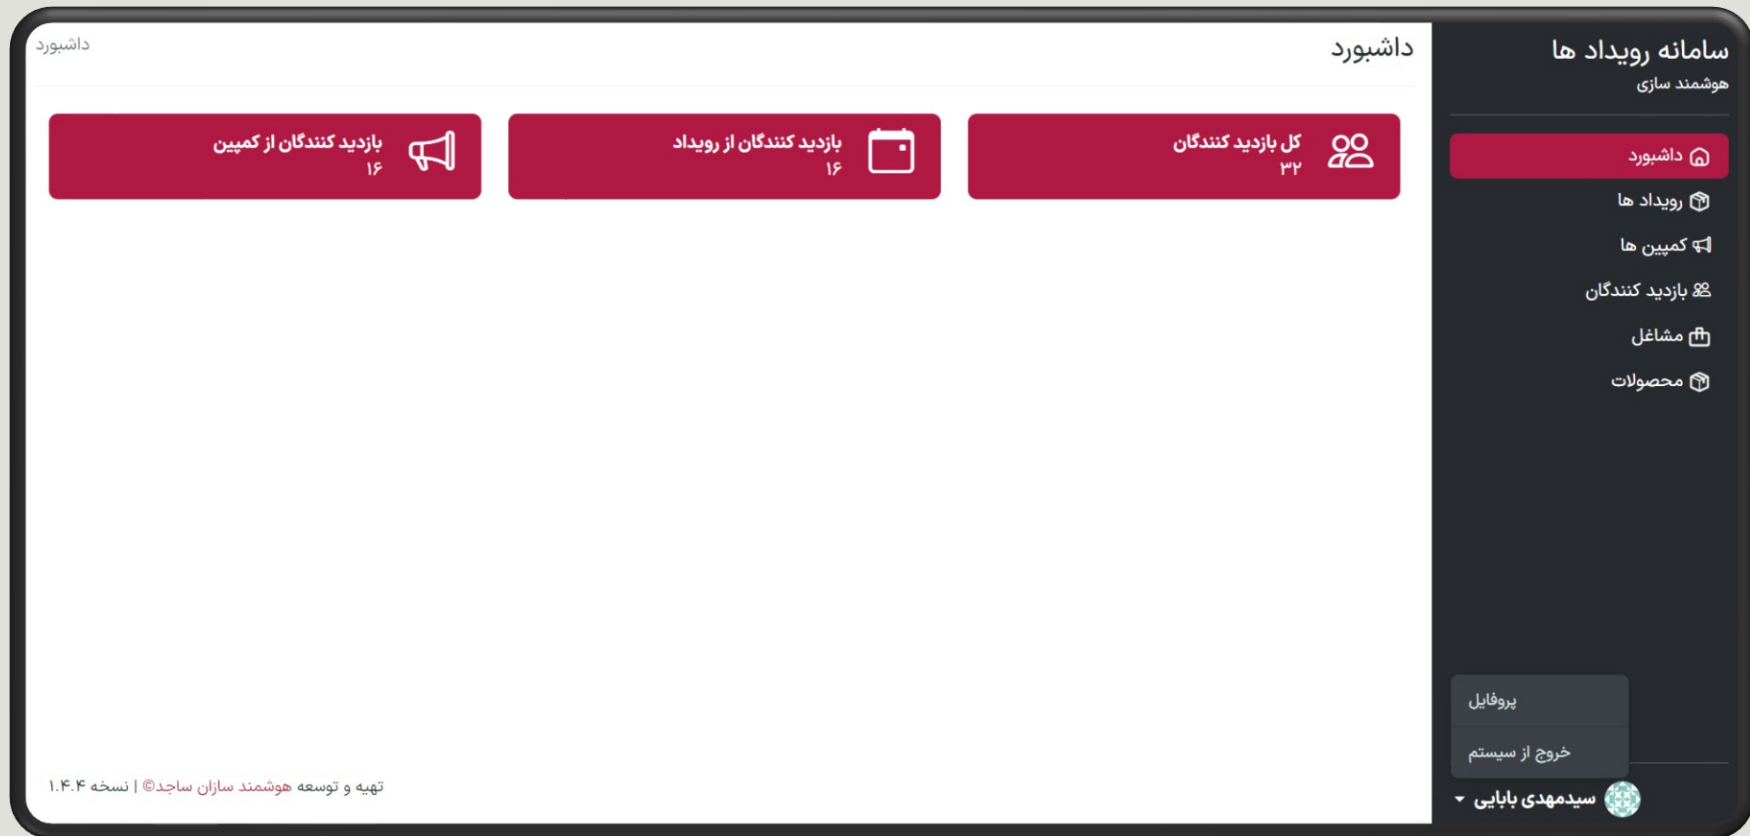 سامانه رویداد ها
هوشمند سازی
داشبورد
رویداد ها
کمپین ها
بازدید کنندگان
مشاغل
محصولات
پروفایل
خروج از سیستم
سیدمهدی بابایی
داشبورد
داشبورد
کل بازدید کنندگان
۳۲
بازدید کنندگان از رویداد
۱۶
بازدید کنندگان از کمپین
۱۶
تهیه و توسعه هوشمند سازان ساجد© | نسخه ۱.۴.۴